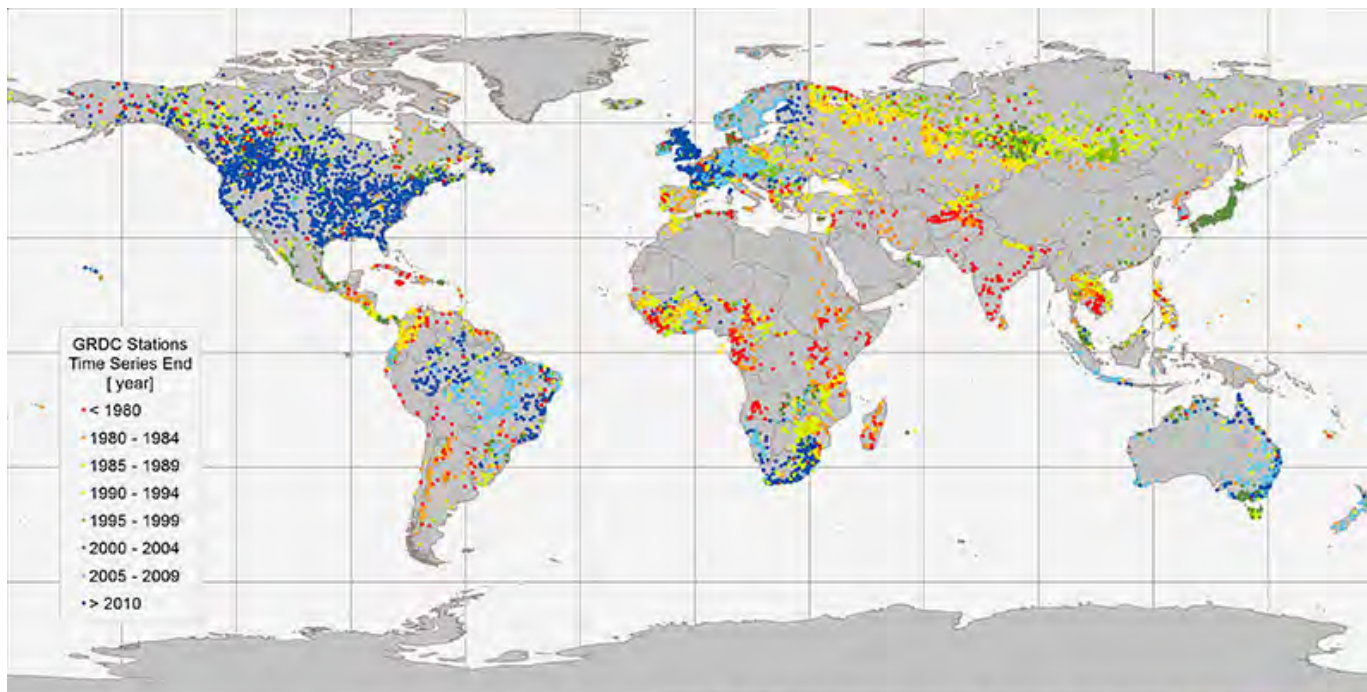 GRDC Stations
Time Series End
[ year]
< 1980
1980 - 1984
1985 - 1989
1990 - 1994
1995 - 1999
2000 - 2004
2005 - 2009
> 2010